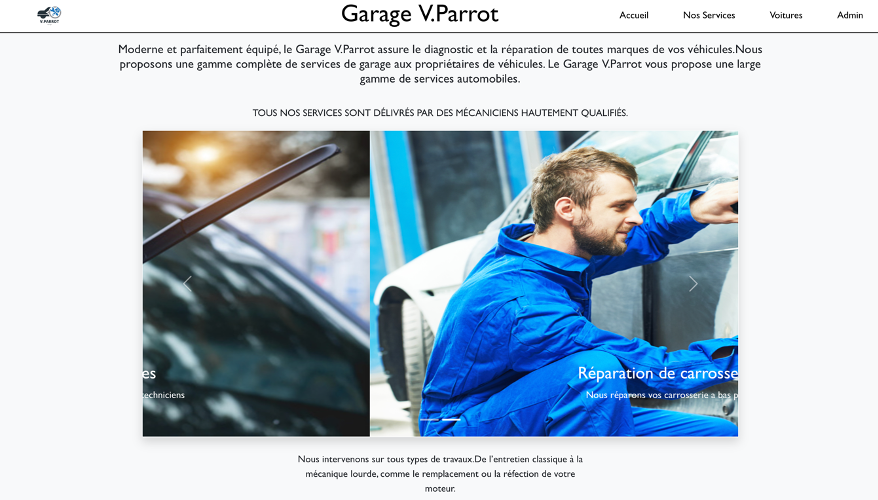 V.PARROT
Garage V.Parrot
Accueil
Nos Services
Voitures
Admin
Moderne et parfaitement équipé, le Garage V.Parrot assure le diagnostic et la réparation de toutes marques de vos véhicules.Nous
proposons une gamme complète de services de garage aux propriétaires de véhicules. Le Garage V.Parrot vous propose une large
gamme de services automobiles.
TOUS NOS SERVICES SONT DÉLIVRÉS PAR DES MÉCANICIENS HAUTEMENT QUALIFIÉS.
es
techniciens
Réparation de carrosse
Nous réparons vos carrosserie a bas p
Nous intervenons sur tous types de travaux.De l'entretien classique à la
mécanique lourde, comme le remplacement ou la réfection de votre
moteur.